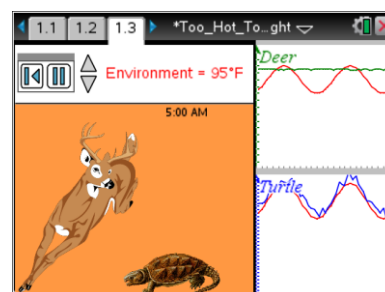 1.1 1.2 1.3 *Too_Hot_To...ght
Environment = 95°F
5:00 AM
Deer
Turtle